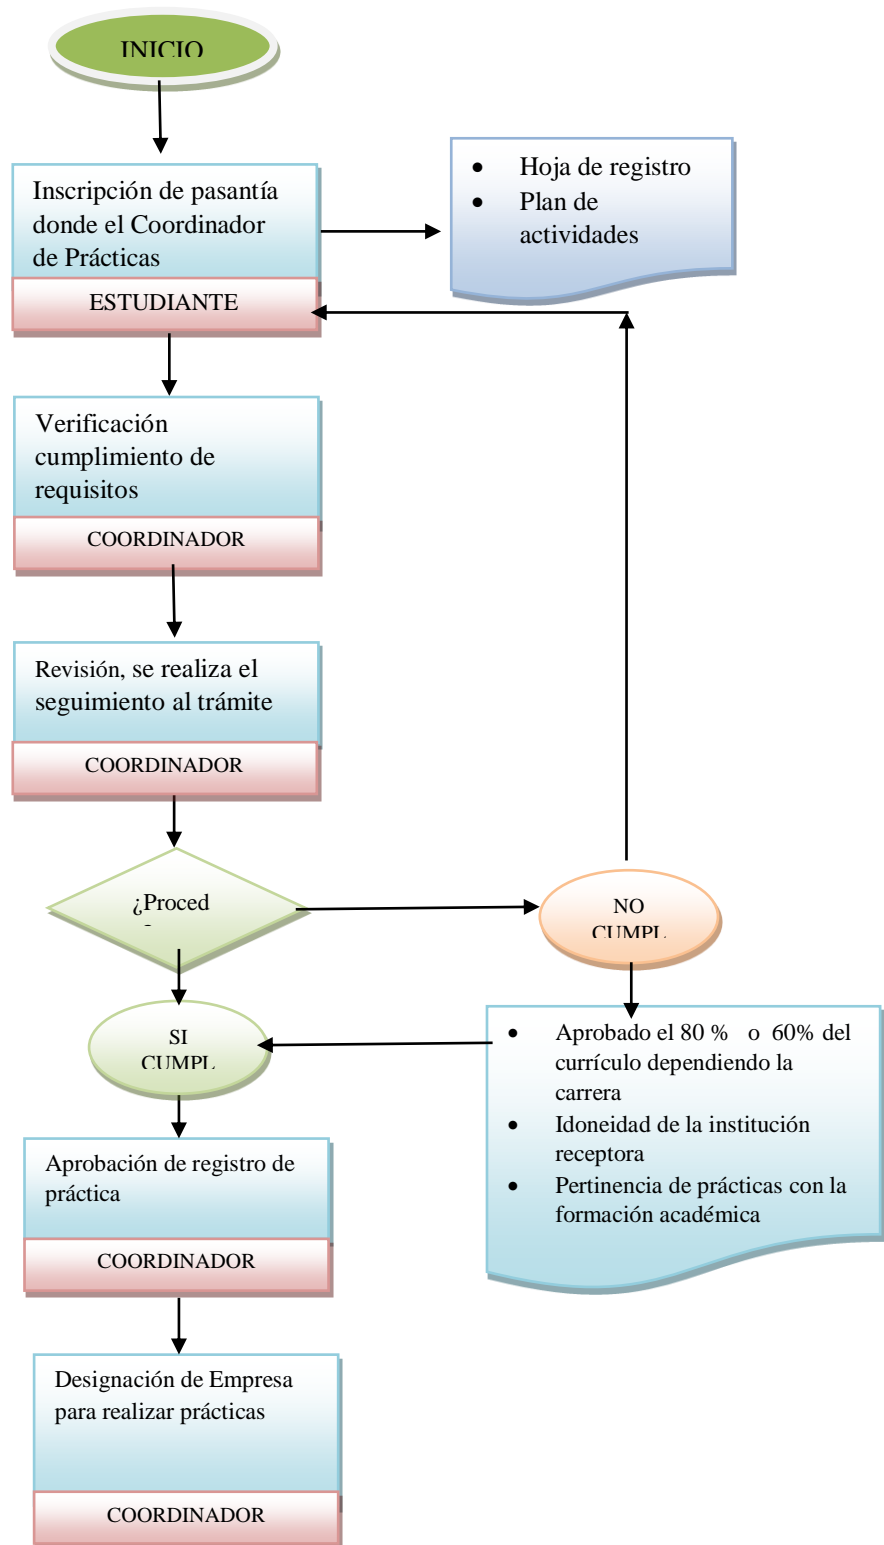 INICIO
Inscripción de pasantía
donde el Coordinador
de Prácticas
ESTUDIANTE
• Hoja de registro
• Plan de
actividades
Verificación
cumplimiento de
requisitos
COORDINADOR
Revisión, se realiza el
seguimiento al trámite
COORDINADOR
¿Proced
NO
CUMPL
SI
CUMPL
• Aprobado el 80 % o 60% del
currículo dependiendo la
carrera
• Idoneidad de la institución
receptora
• Pertinencia de prácticas con la
formación académica
Aprobación de registro de
práctica
COORDINADOR
Designación de Empresa
para realizar prácticas
COORDINADOR